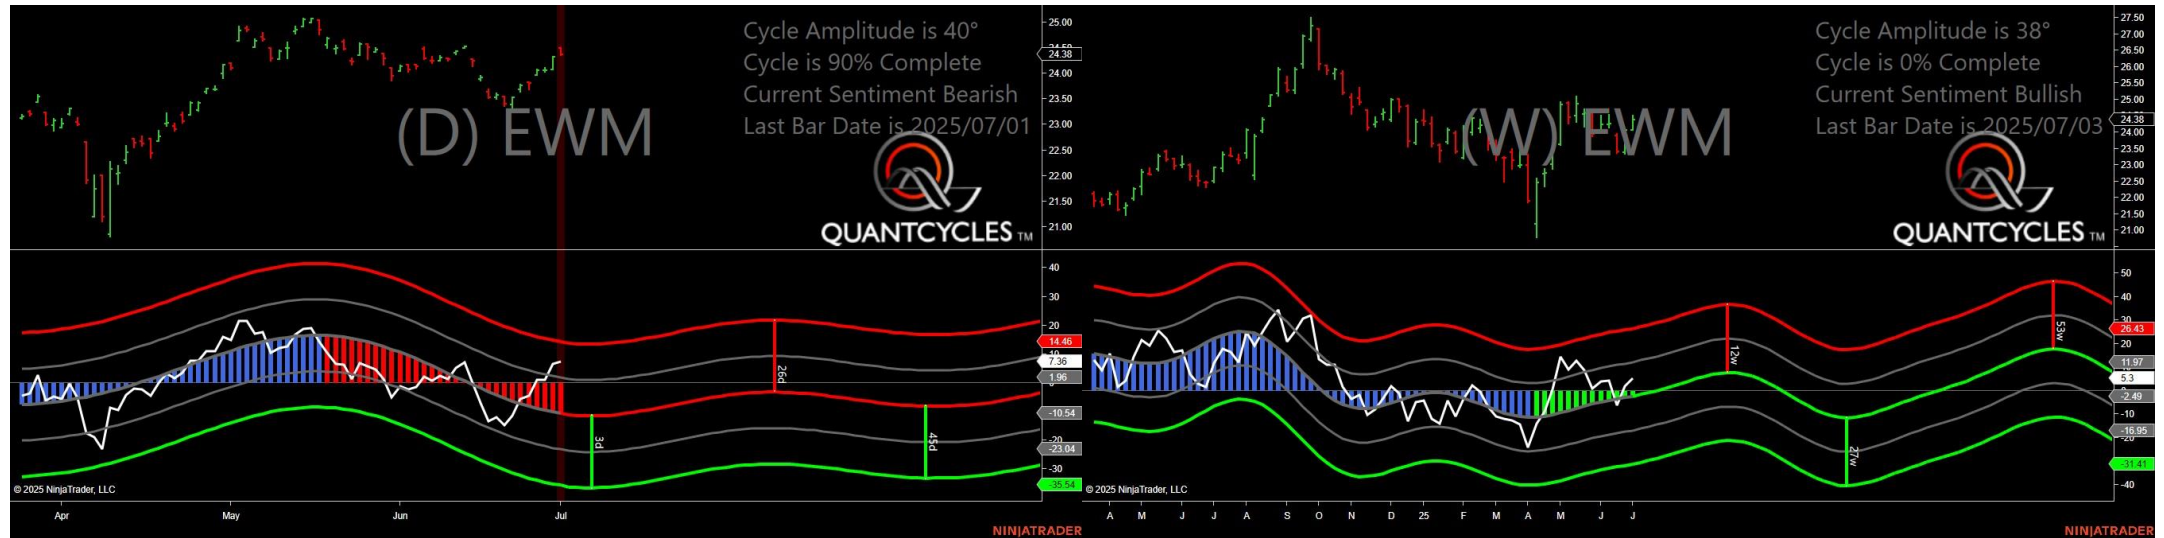 Cycle Amplitude is 40°
Cycle is 90% Complete
Current Sentiment Bearish
Last Bar Date is 2025/07/01
(D) EWM
QUANTCYCLES TM
25.00
24.38
24.00
23.50
23.00
22.50
22.00
21.50
21.00
40
30
20
14.46
7.36
1.96
-10.54
-20
-23.04
-30
-35.54
3d
26d
45d
© 2025 NinjaTrader, LLC
Apr May Jun Jul
NINJATRADER
Cycle Amplitude is 38°
Cycle is 0% Complete
Current Sentiment Bullish
Last Bar Date is 2025/07/03
(W) EWM
QUANTCYCLES TM
27.50
27.00
26.50
26.00
25.50
25.00
24.38
24.00
23.50
23.00
22.50
22.00
21.50
21.00
50
40
30
26.43
20
11.97
5.3
-2.49
-10
-16.95
-31.41
-40
12w
27w
53w
© 2025 NinjaTrader, LLC
A M J J A S O N D 25 F M A M J J
NINJATRADER